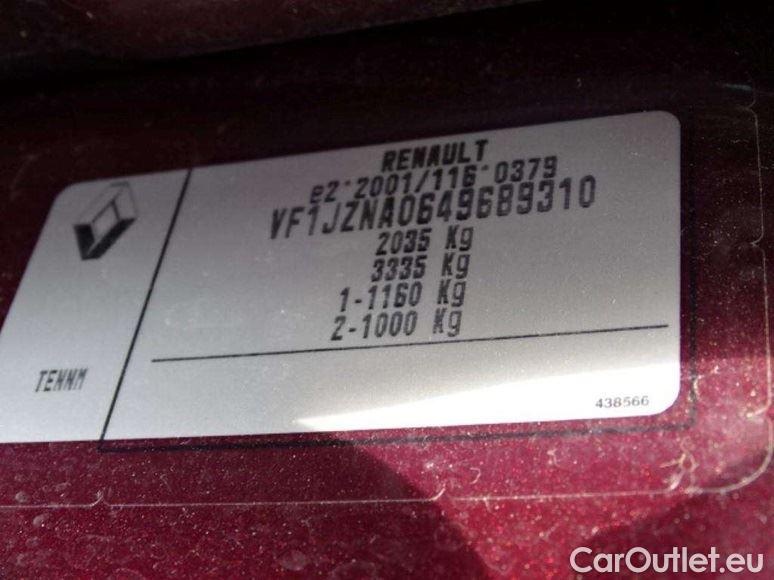 RENAULT
e2*2001/116*0379
VF1JZNA0649689310
2035 Kg
3335 Kg
1-1160 Kg
2-1000 Kg
TENNM
438566
CarOutlet.eu